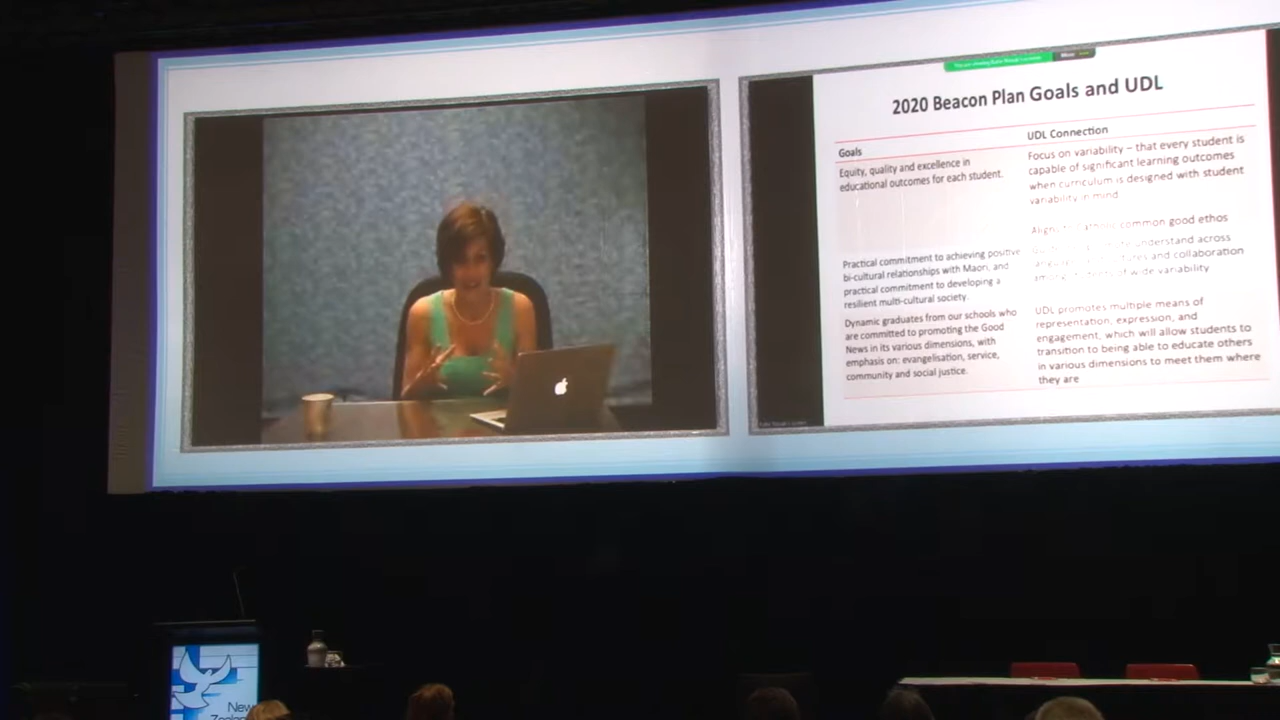 2020 Beacon Plan Goals and UDL
Goals
UDL Connection
Equity, quality and excellence in
educational outcomes for each student.
Focus on variability – that every student is
capable of significant learning outcomes
when curriculum is designed with student
variability in mind
common good ethos
Practical commitment to achieving positive
bi-cultural relationships with Maori, and
practical commitment to developing a
resilient multi-cultural society.
understand across
and collaboration
of wide variability
Dynamic graduates from our schools who
are committed to promoting the Good
News in its various dimensions, with
emphasis on: evangelisation, service,
community and social justice.
UDL promotes multiple means of
representation, expression, and
engagement, which will allow students to
transition to being able to educate others
in various dimensions to meet them where
they are
New